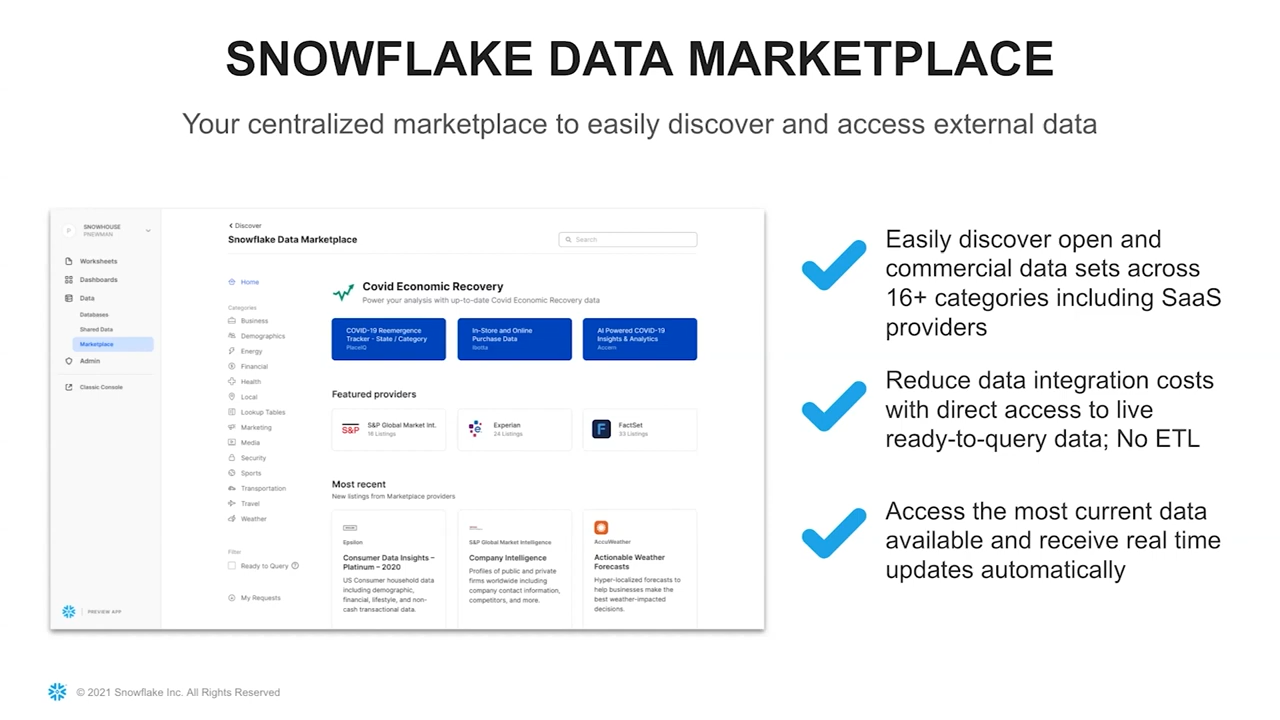 SNOWFLAKE DATA MARKETPLACE
Your centralized marketplace to easily discover and access external data
SNOWHOUSE
PNEWMAN
Worksheets
Dashboards
Data
Databases
Shared Data
Marketplace
Admin
Classic Console
PREVIEW APP
Discover
Snowflake Data Marketplace
Search
Home
Categories
Business
Demographics
Energy
Financial
Health
Local
Lookup Tables
Marketing
Media
Security
Sports
Transportation
Travel
Weather
Filter
Ready to Query
My Requests
Covid Economic Recovery
Power your analysis with up-to-date Covid Economic Recovery data
COVID-19 Reemergence
Tracker - State / Category
PlaceIQ
In-Store and Online
Purchase Data
Ibotta
AI Powered COVID-19
Insights & Analytics
Accern
Featured providers
S&P
S&P Global Market Int.
16 Listings
Experian
24 Listings
F
FactSet
33 Listings
Most recent
New listings from Marketplace providers
Epsilon
Consumer Data Insights –
Platinum – 2020
US Consumer household data
including demographic,
financial, lifestyle, and non-
cash transactional data.
S&P Global Market Intelligence
Company Intelligence
Profiles of public and private
firms worldwide including
company contact information,
competitors, and more.
AccuWeather
Actionable Weather
Forecasts
Hyper-localized forecasts to
help businesses make the
best weather-impacted
decisions.
Easily discover open and
commercial data sets across
16+ categories including SaaS
providers
Reduce data integration costs
with direct access to live
ready-to-query data; No ETL
Access the most current data
available and receive real time
updates automatically
© 2021 Snowflake Inc. All Rights Reserved